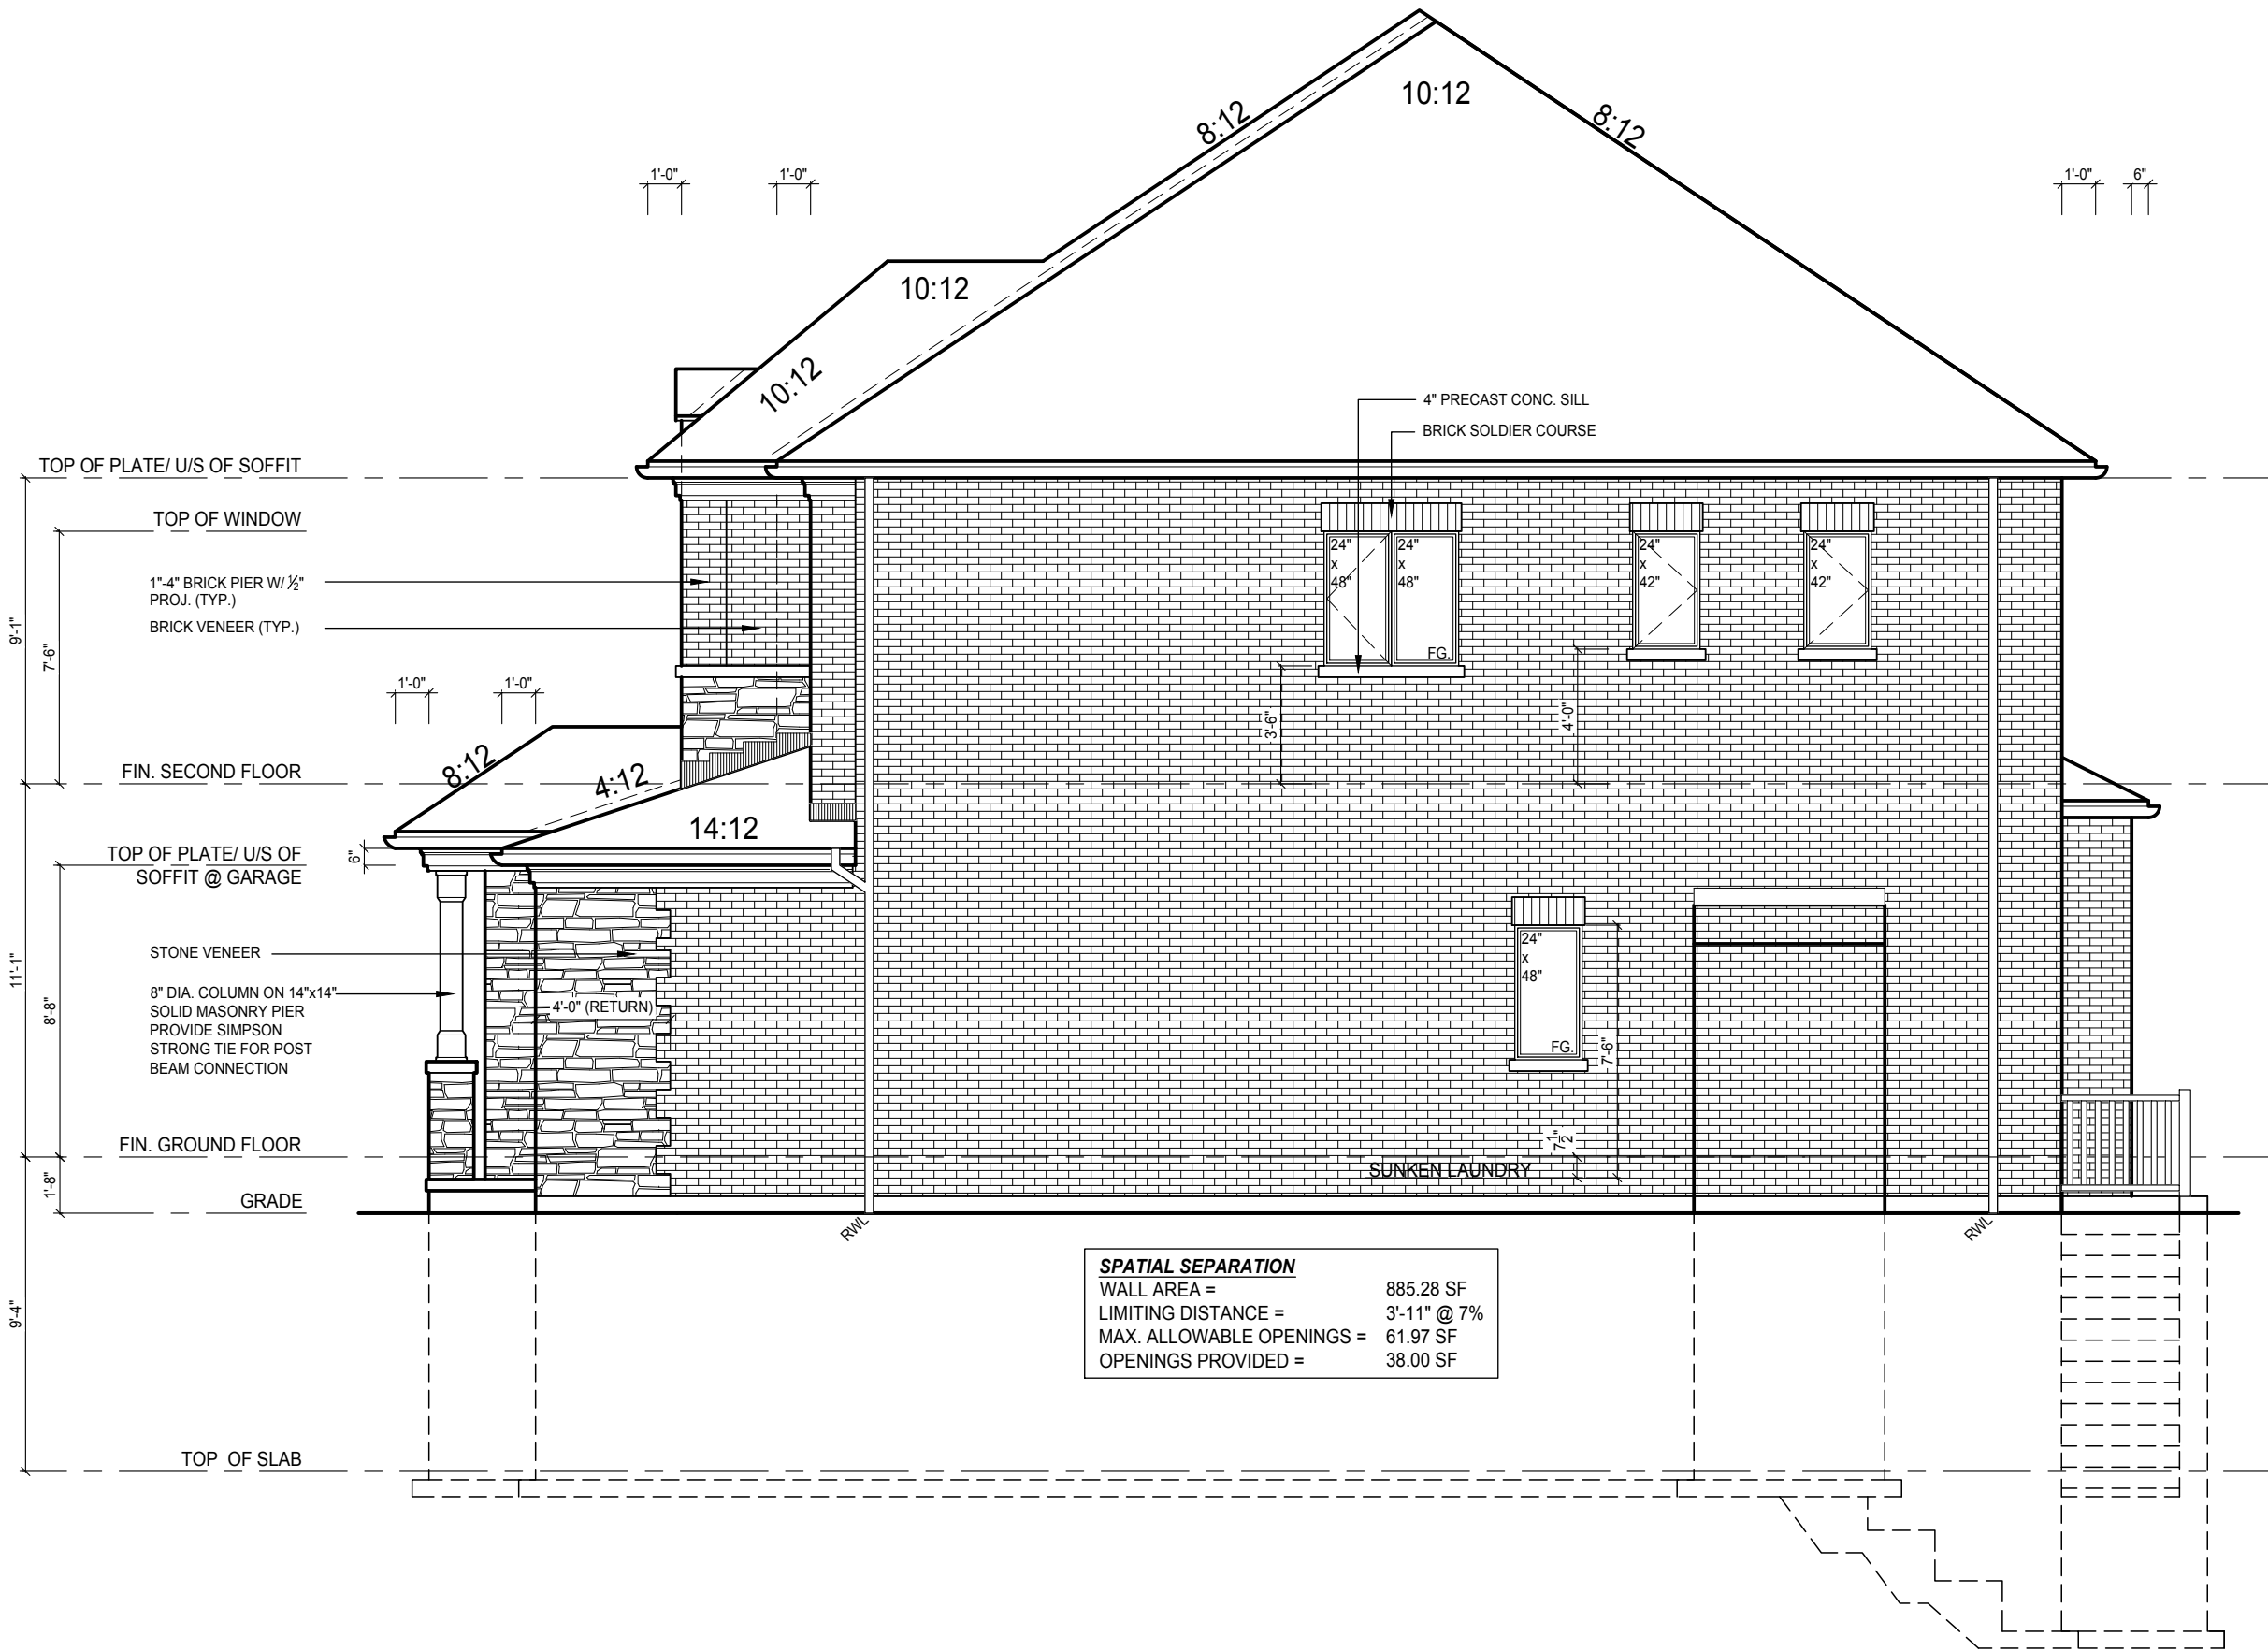 10:12
8:12
8:12
1'-0"
1'-0"
1'-0"
6"
10:12
10:12
4" PRECAST CONC. SILL
BRICK SOLDIER COURSE
TOP OF PLATE/ U/S OF SOFFIT
TOP OF WINDOW
24"
x
48"
24"
x
48"
FG.
24"
x
42"
24"
x
42"
1"-4" BRICK PIER W/ ½"
PROJ. (TYP.)
BRICK VENEER (TYP.)
9'-1"
7'-6"
1'-0"
1'-0"
3'-6"
4'-0"
8:12
4:12
FIN. SECOND FLOOR
14:12
TOP OF PLATE/ U/S OF
SOFFIT @ GARAGE
6"
STONE VENEER
8" DIA. COLUMN ON 14"x14"
SOLID MASONRY PIER
PROVIDE SIMPSON
STRONG TIE FOR POST
BEAM CONNECTION
11'-1"
8'-8"
4'-0" (RETURN)
24"
x
48"
FG.
7'-6"
7½"
FIN. GROUND FLOOR
SUNKEN LAUNDRY
1'-8"
GRADE
RWL
RWL
SPATIAL SEPARATION
WALL AREA = 885.28 SF
LIMITING DISTANCE = 3'-11" @ 7%
MAX. ALLOWABLE OPENINGS = 61.97 SF
OPENINGS PROVIDED = 38.00 SF
9'-4"
TOP OF SLAB